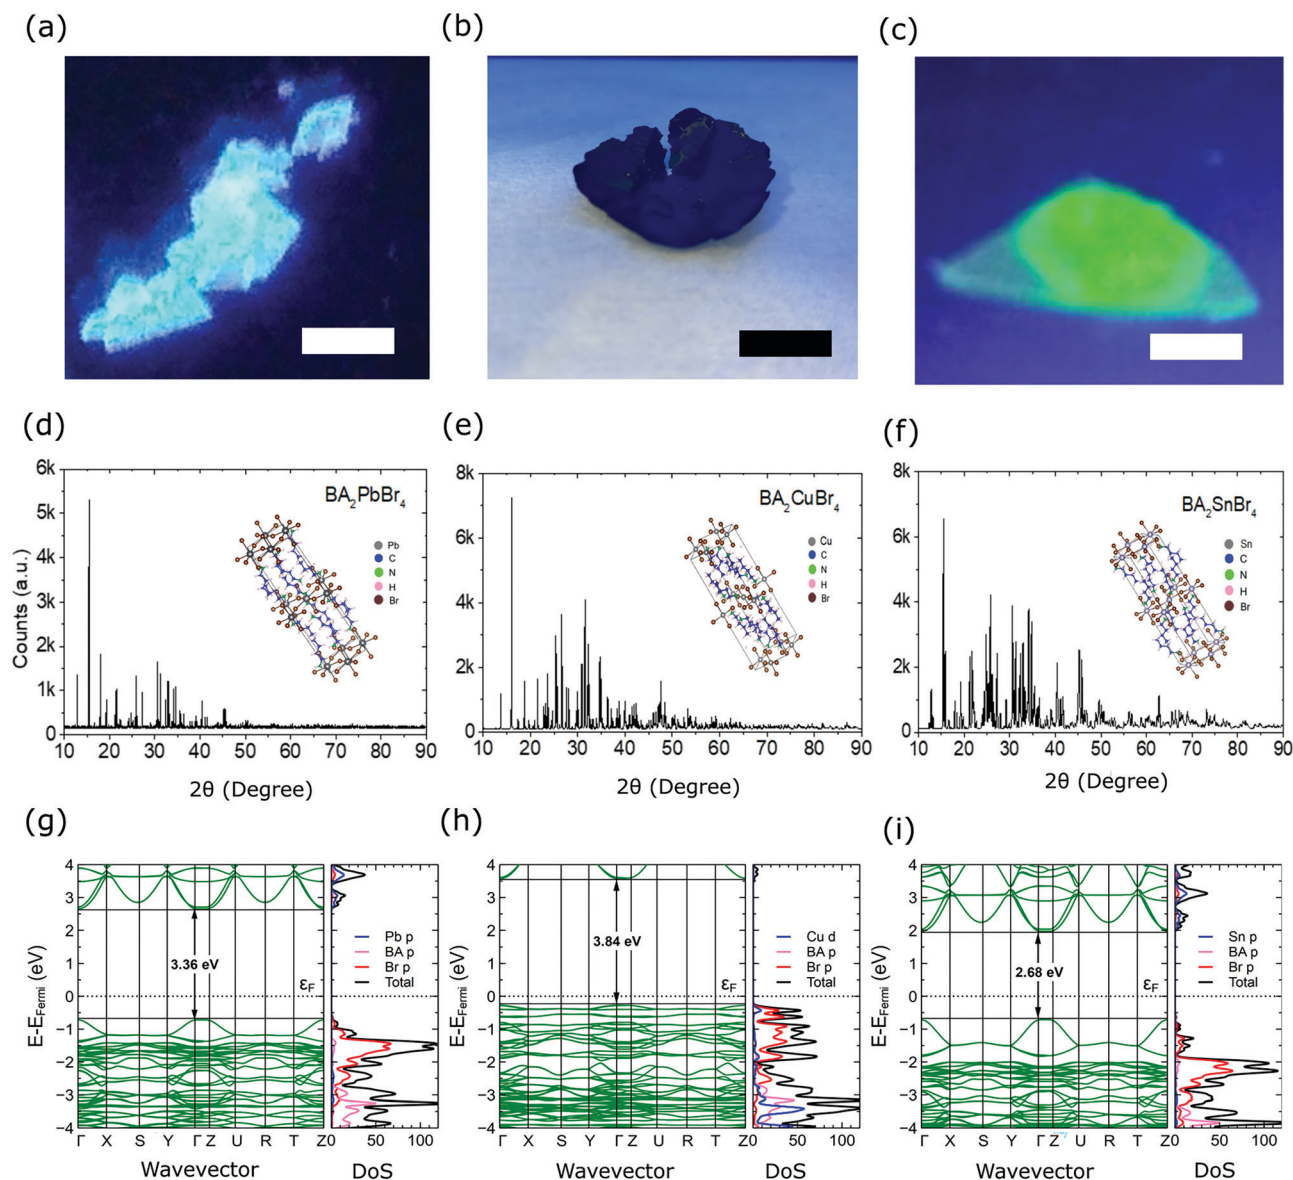 (a)
(b)
(c)
(d)
(e)
(f)
6k
5k
4k
3k
2k
1k
0
Counts (a.u.)
BA2PbBr4
Pb
C
N
H
Br
10 20 30 40 50 60 70 80 90
2θ (Degree)
8k
6k
4k
2k
0
BA2CuBr4
Cu
C
N
H
Br
10 20 30 40 50 60 70 80 90
2θ (Degree)
8k
6k
4k
2k
0
BA2SnBr4
Sn
C
N
H
Br
10 20 30 40 50 60 70 80 90
2θ (Degree)
(g)
(h)
(i)
E-EFermi (eV)
4
3
2
1
0
−1
−2
−3
−4
3.36 eV
εF
Pb p
BA p
Br p
Total
Γ X S Y Γ Z U R T Z0 50 100
Wavevector
DoS
E-EFermi (eV)
4
3
2
1
0
−1
−2
−3
−4
3.84 eV
εF
Cu d
BA p
Br p
Total
Γ X S Y Γ Z U R T Z0 50 100
Wavevector
DoS
E-EFermi (eV)
4
3
2
1
0
−1
−2
−3
−4
2.68 eV
εF
Sn p
BA p
Br p
Total
Γ X S Y Γ Z U R T Z0 50 100
Wavevector
DoS